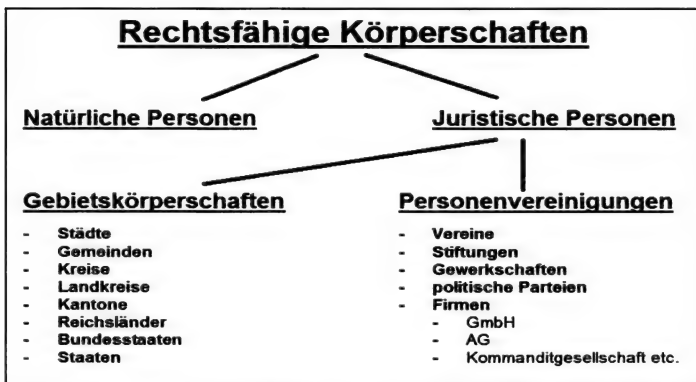 Rechtsfähige Körperschaften
Natürliche Personen
Juristische Personen
Gebietskörperschaften
- Städte
- Gemeinden
- Kreise
- Landkreise
- Kantone
- Reichsländer
- Bundesstaaten
- Staaten
Personenvereinigungen
- Vereine
- Stiftungen
- Gewerkschaften
- politische Parteien
- Firmen
- GmbH
- AG
- Kommanditgesellschaft etc.